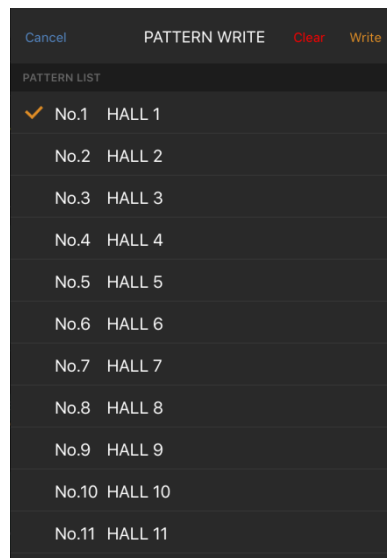 Cancel PATTERN WRITE Clear Write
PATTERN LIST
No.1 HALL 1
No.2 HALL 2
No.3 HALL 3
No.4 HALL 4
No.5 HALL 5
No.6 HALL 6
No.7 HALL 7
No.8 HALL 8
No.9 HALL 9
No.10 HALL 10
No.11 HALL 11